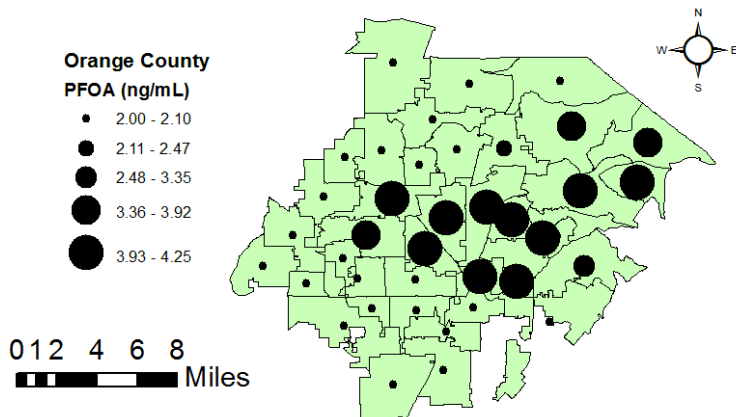 N
W E
S
Orange County
PFOA (ng/mL)
2.00 - 2.10
2.11 - 2.47
2.48 - 3.35
3.36 - 3.92
3.93 - 4.25
0 1 2 4 6 8
Miles